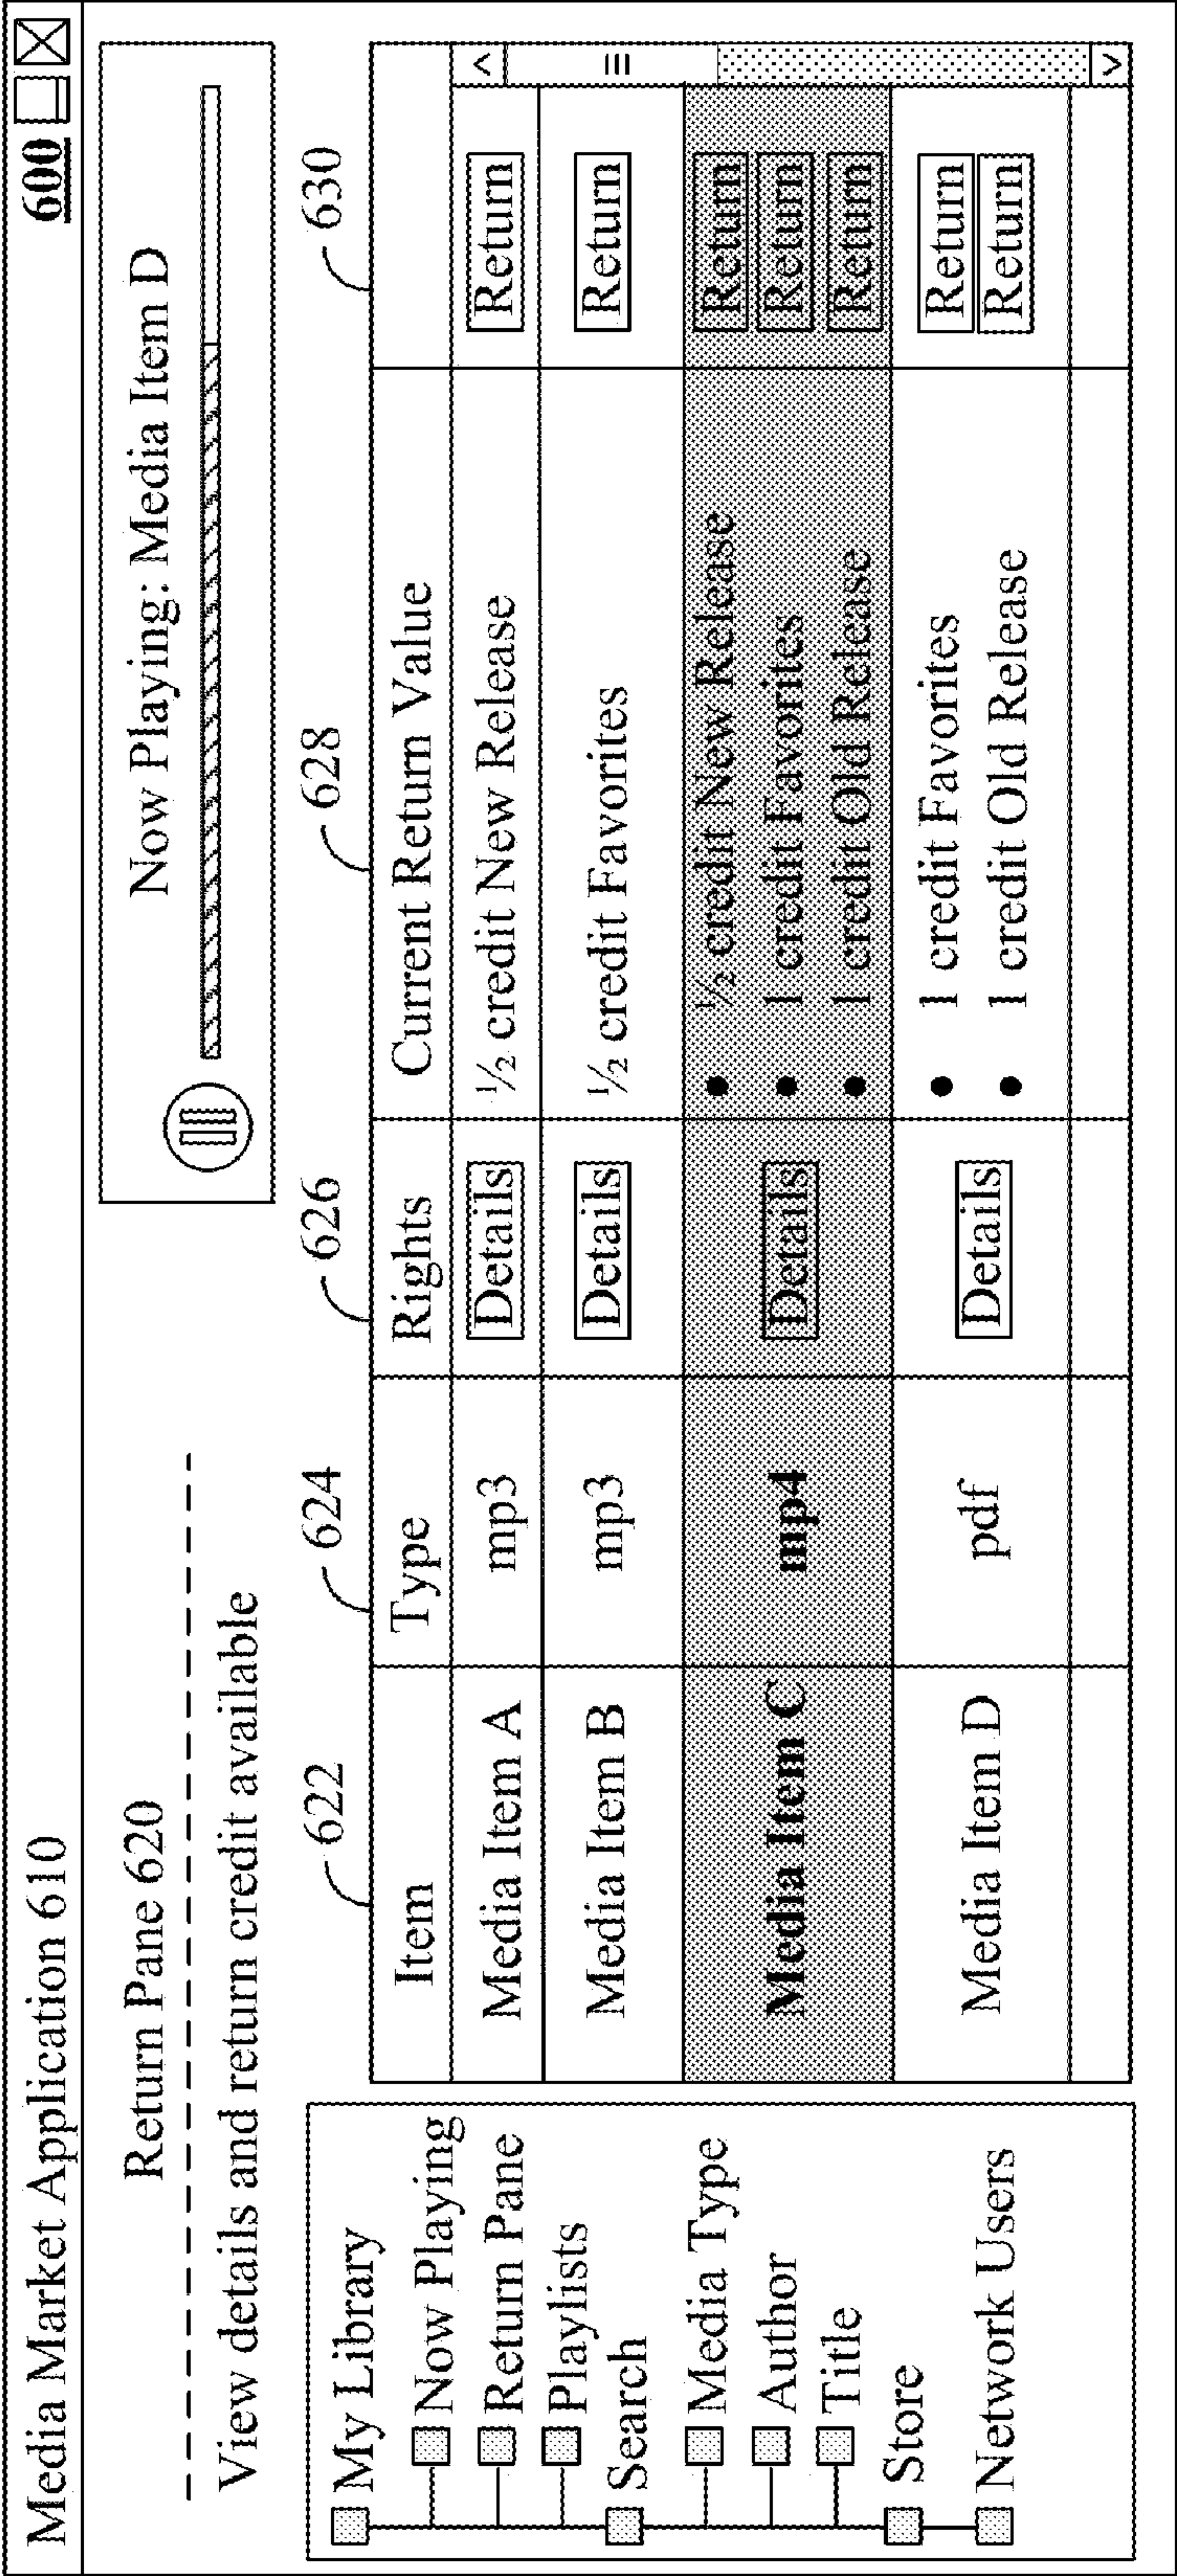 Media Market Application 610
600
Return Pane 620
View details and return credit available
Now Playing: Media Item D
My Library
Now Playing
Return Pane
Playlists
Search
Media Type
Author
Title
Store
Network Users
622 624 626 628 630
Item Type Rights Current Return Value
Media Item A mp3 Details ½ credit New Release Return
Media Item B mp3 Details ½ credit Favorites Return
Media Item C mp4 Details
• ½ credit New Release Return
• 1 credit Favorites Return
• 1 credit Old Release Return
Media Item D pdf Details
• 1 credit Favorites Return
• 1 credit Old Release Return